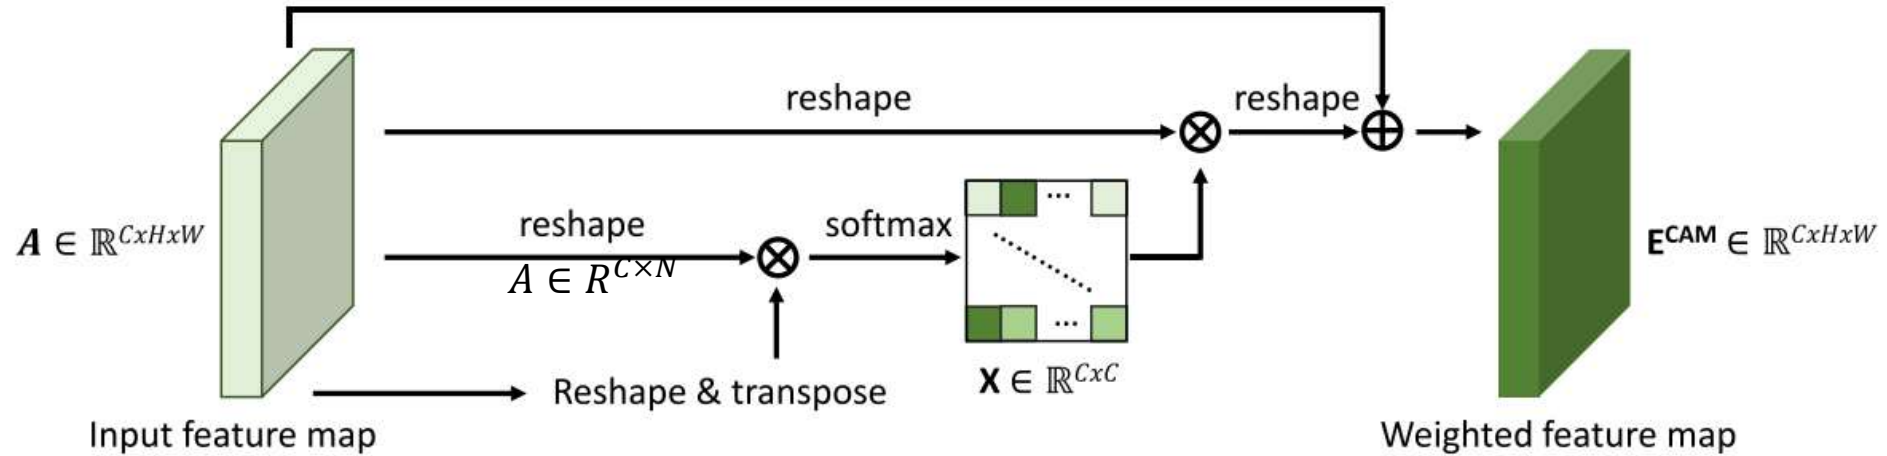 reshape
reshape
A ∈ ℝ^{CxHxW}
reshape
softmax
A ∈ R^{C×N}
...
...
E^{CAM} ∈ ℝ^{CxHxW}
X ∈ ℝ^{CxC}
Reshape & transpose
Input feature map
Weighted feature map